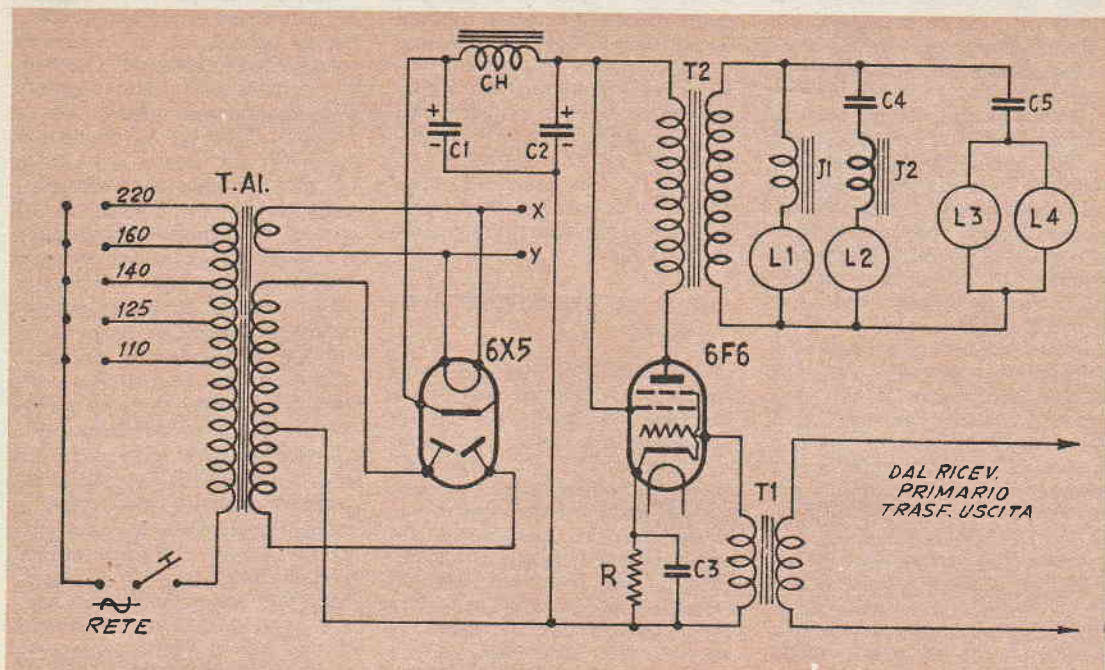 CH
T2
C4
C5
+
+
-
-
C1
C2
T.Al.
J1
J2
220
X
160
Y
L3
L4
140
L1
L2
125
6X5
6F6
110
T1
DAL RICEV.
PRIMARIO
TRASF. USCITA
R
C3
RETE